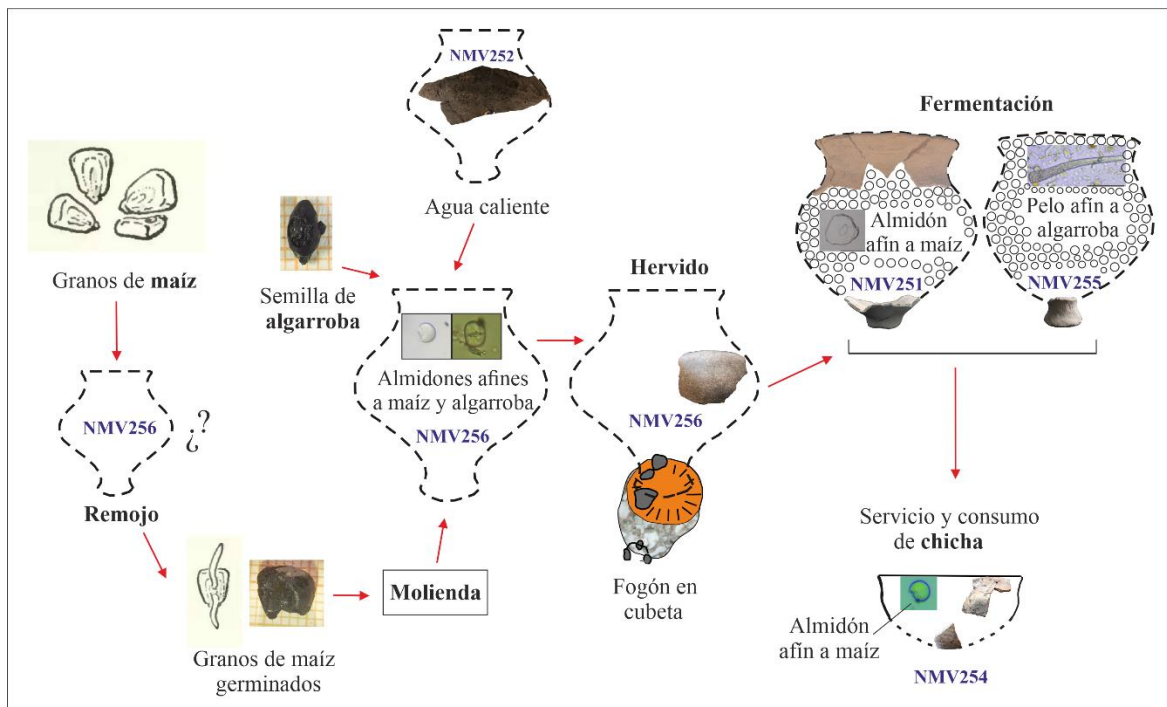 Granos de maíz
NMV256
¿?
Remojo
Granos de maíz
germinados
Molienda
NMV252
Agua caliente
Semilla de
algarroba
Almidones afines
a maíz y algarroba
NMV256
Hervido
NMV256
Fogón en
cubeta
Fermentación
Almidón
afín a maíz
NMV251
Pelo afín a
algarroba
NMV255
Servicio y consumo
de chicha
Almidón
afín a maíz
NMV254